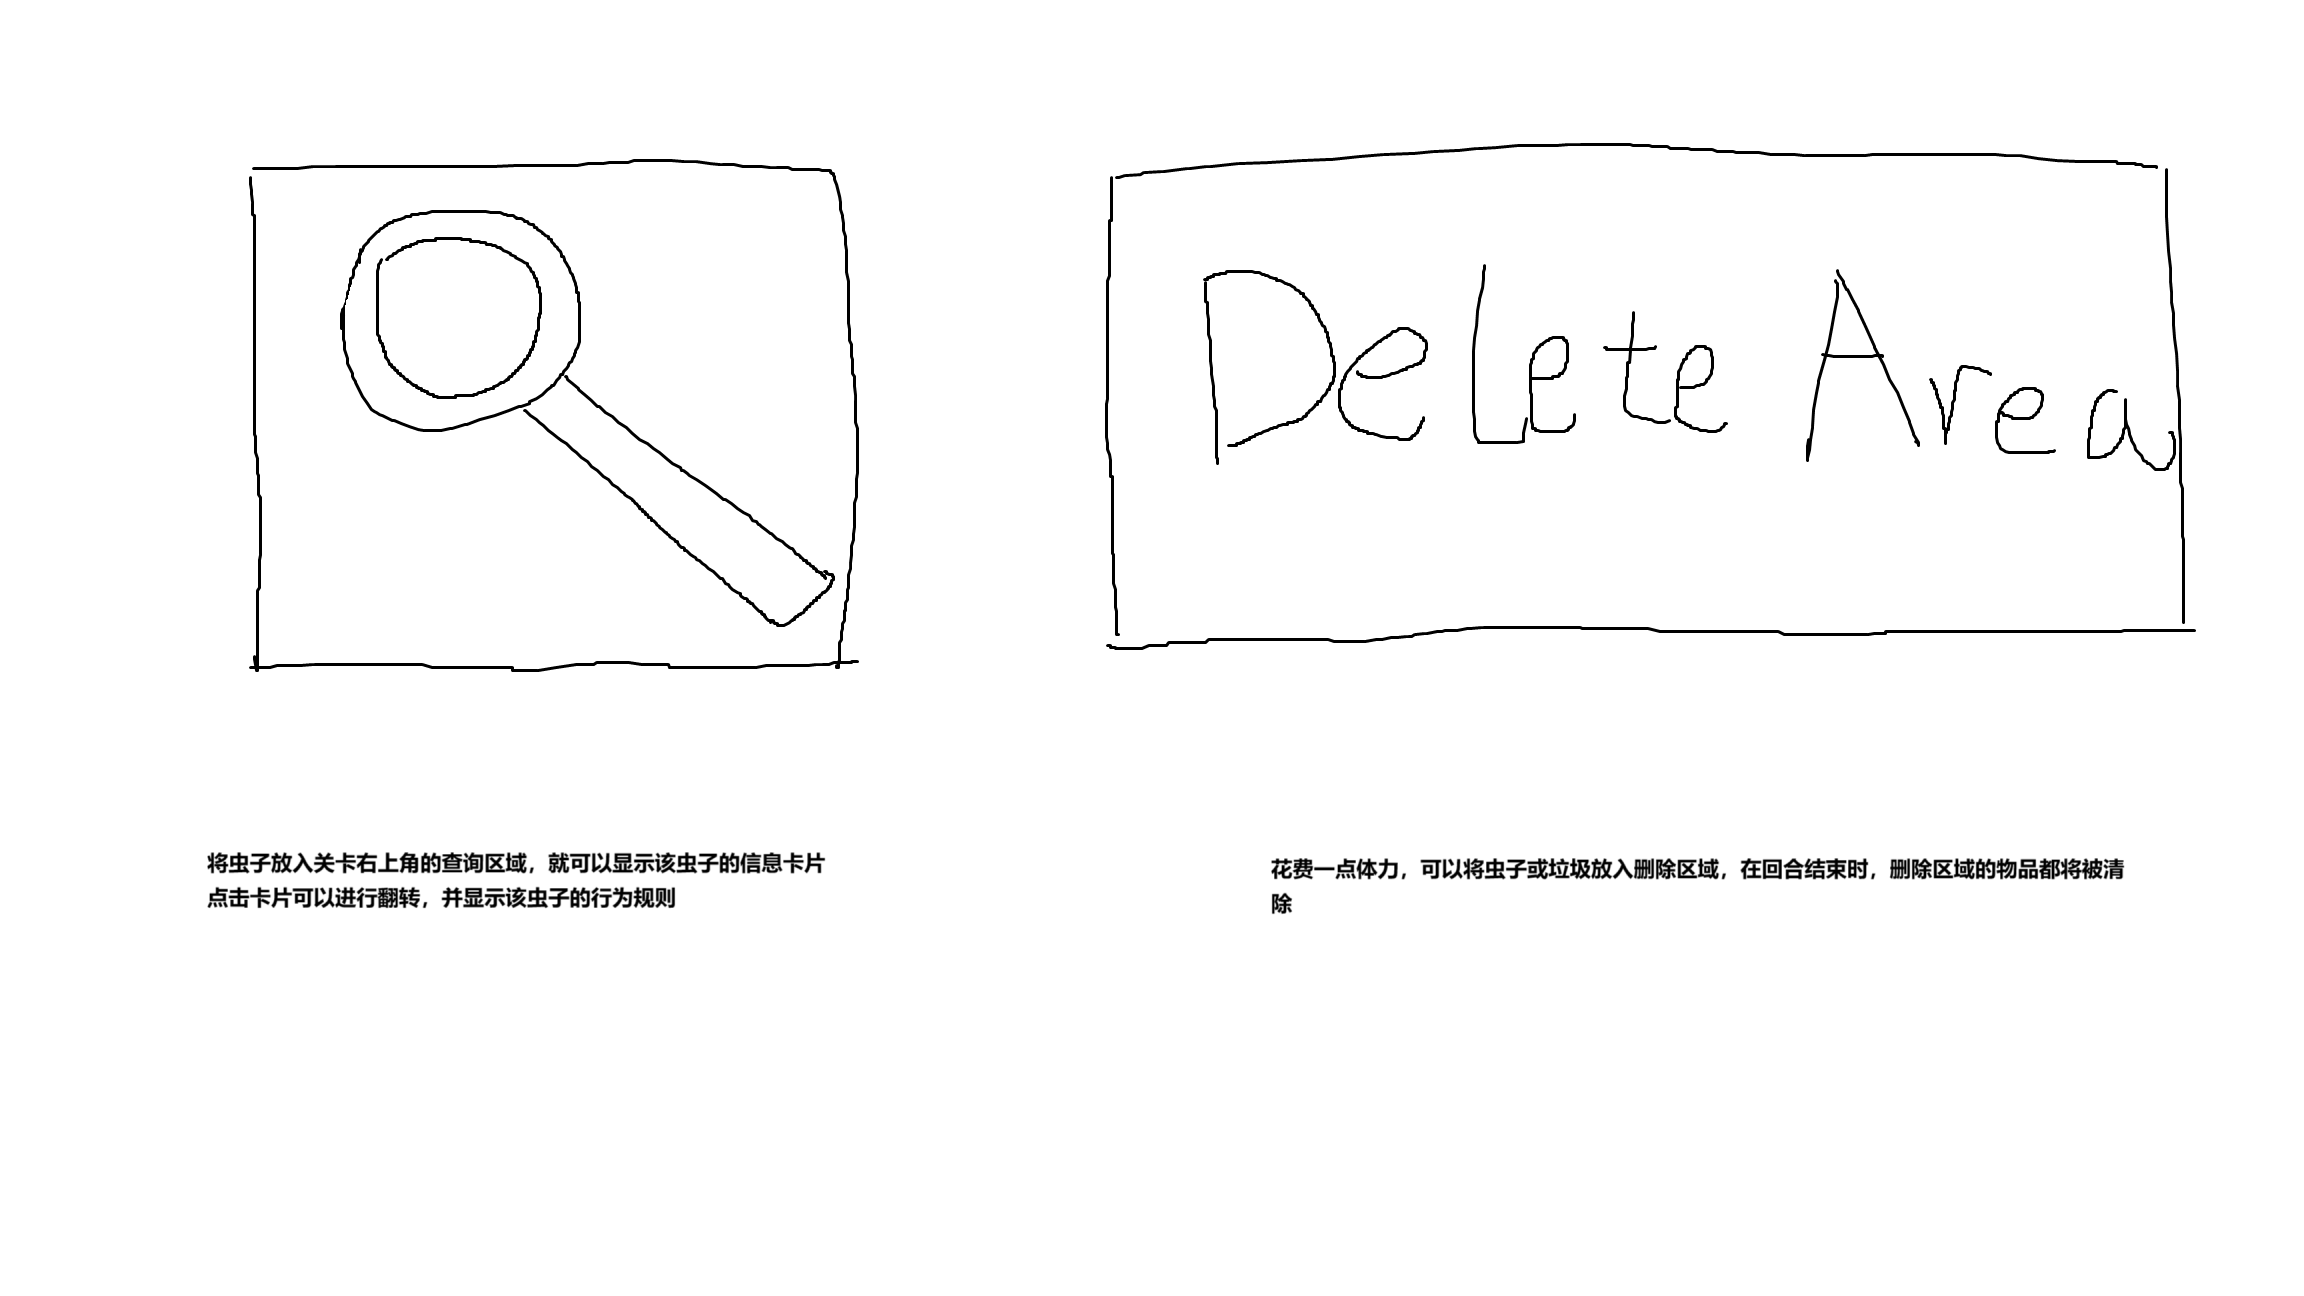 Delete Area
将虫子放入关卡右上角的查询区域，就可以显示该虫子的信息卡片
点击卡片可以进行翻转，并显示该虫子的行为规则
花费一点体力，可以将虫子或垃圾放入删除区域，在回合结束时，删除区域的物品都将被清
除